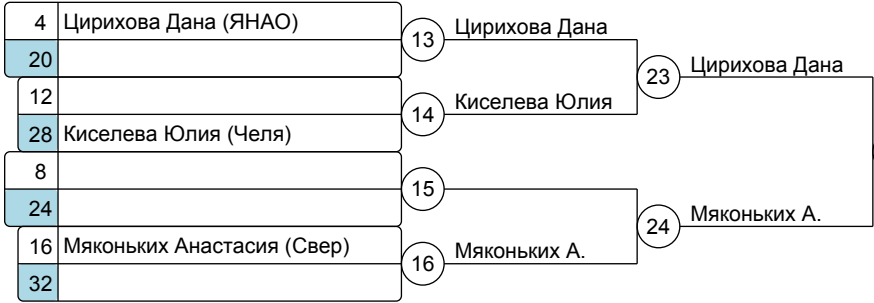 4 Цирихова Дана (ЯНАО)
20
12
28 Киселева Юлия (Челя)
8
24
16 Мяконьких Анастасия (Свер)
32
13 Цирихова Дана
14 Киселева Юлия
15
16 Мяконьких А.
23 Цирихова Дана
24 Мяконьких А.